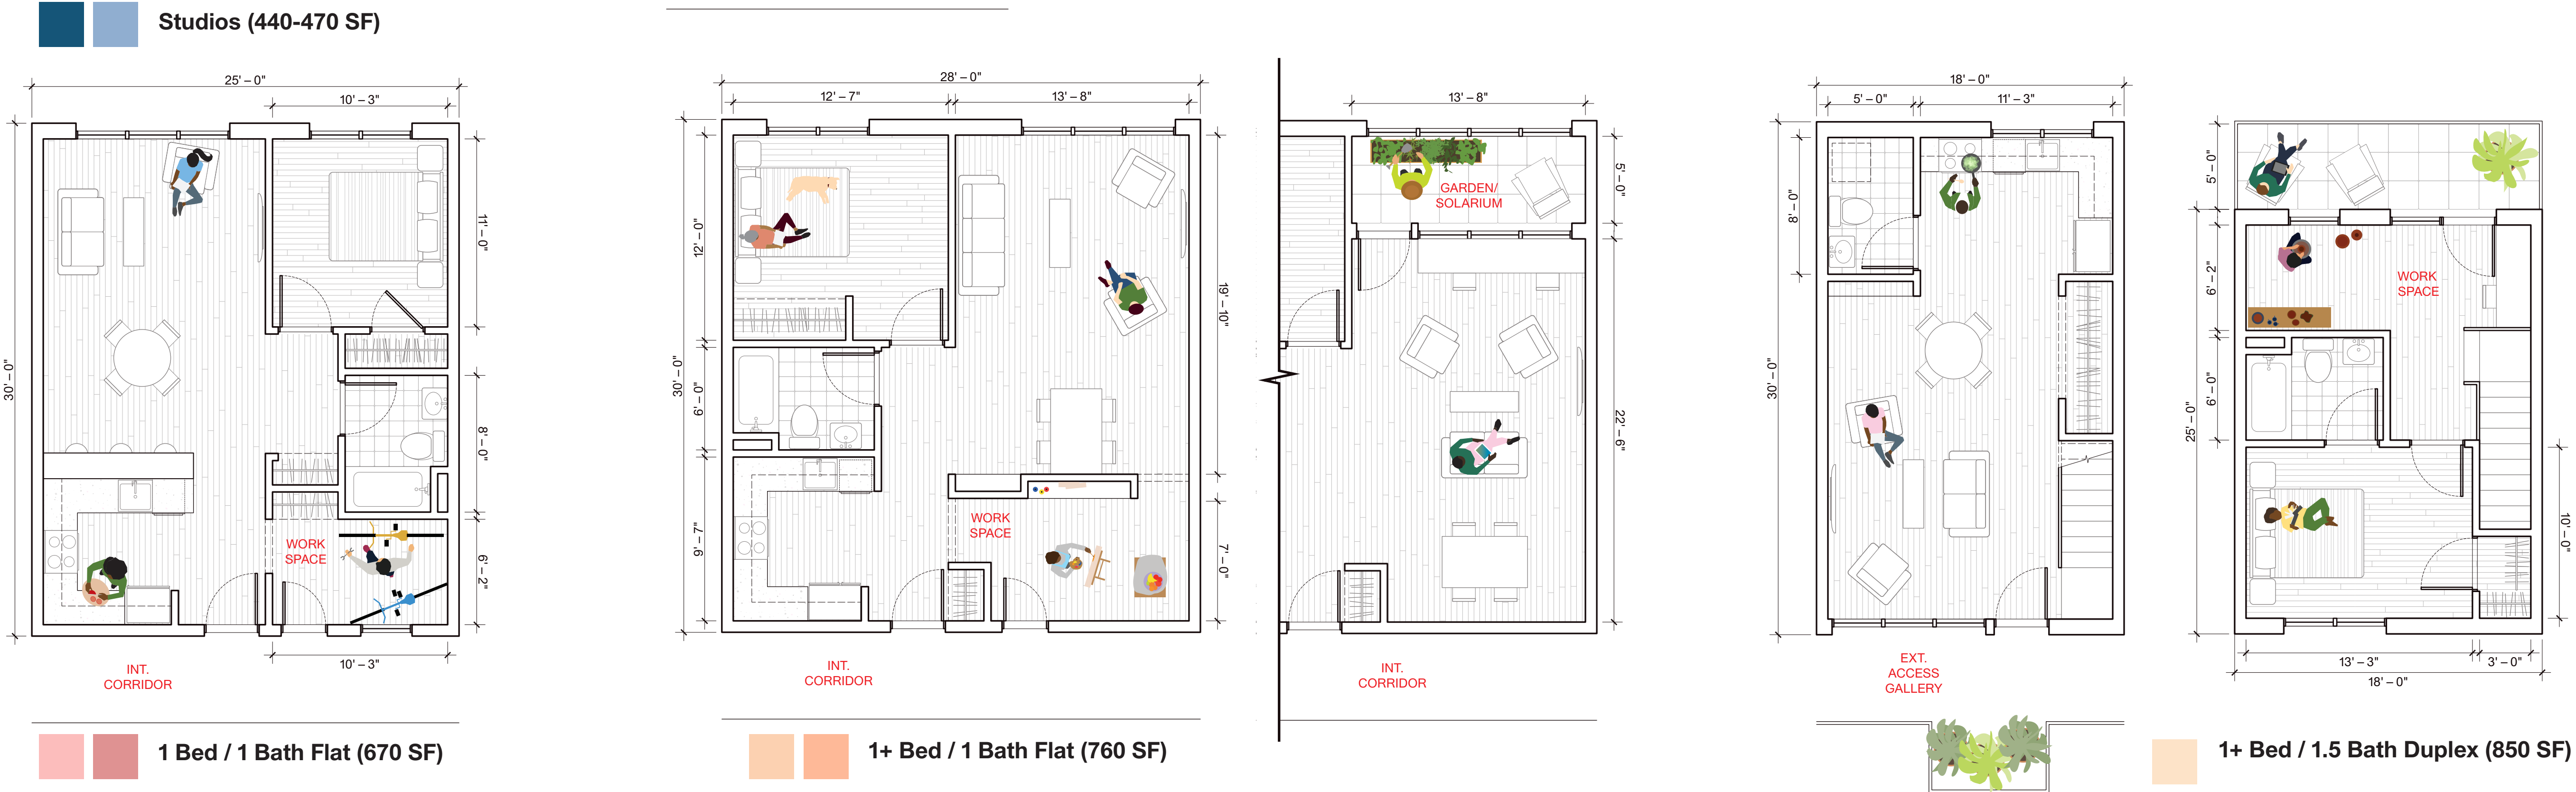 Studios (440-470 SF)
25' – 0"
10' – 3"
30' – 0"
11' – 0"
8' – 0"
6' – 2"
WORK
SPACE
10' – 3"
INT.
CORRIDOR
1 Bed / 1 Bath Flat (670 SF)
28' – 0"
12' – 7"
13' – 8"
30' – 0"
12' – 0"
6' – 0"
9' – 7"
19' – 10"
7' – 0"
WORK
SPACE
INT.
CORRIDOR
13' – 8"
GARDEN/
SOLARIUM
5' – 0"
22' – 6"
INT.
CORRIDOR
1+ Bed / 1 Bath Flat (760 SF)
18' – 0"
5' – 0"
11' – 3"
8' – 0"
30' – 0"
EXT.
ACCESS
GALLERY
5' – 0"
6' – 2"
6' – 0"
25' – 0"
WORK
SPACE
10' – 0"
13' – 3"
3' – 0"
18' – 0"
1+ Bed / 1.5 Bath Duplex (850 SF)